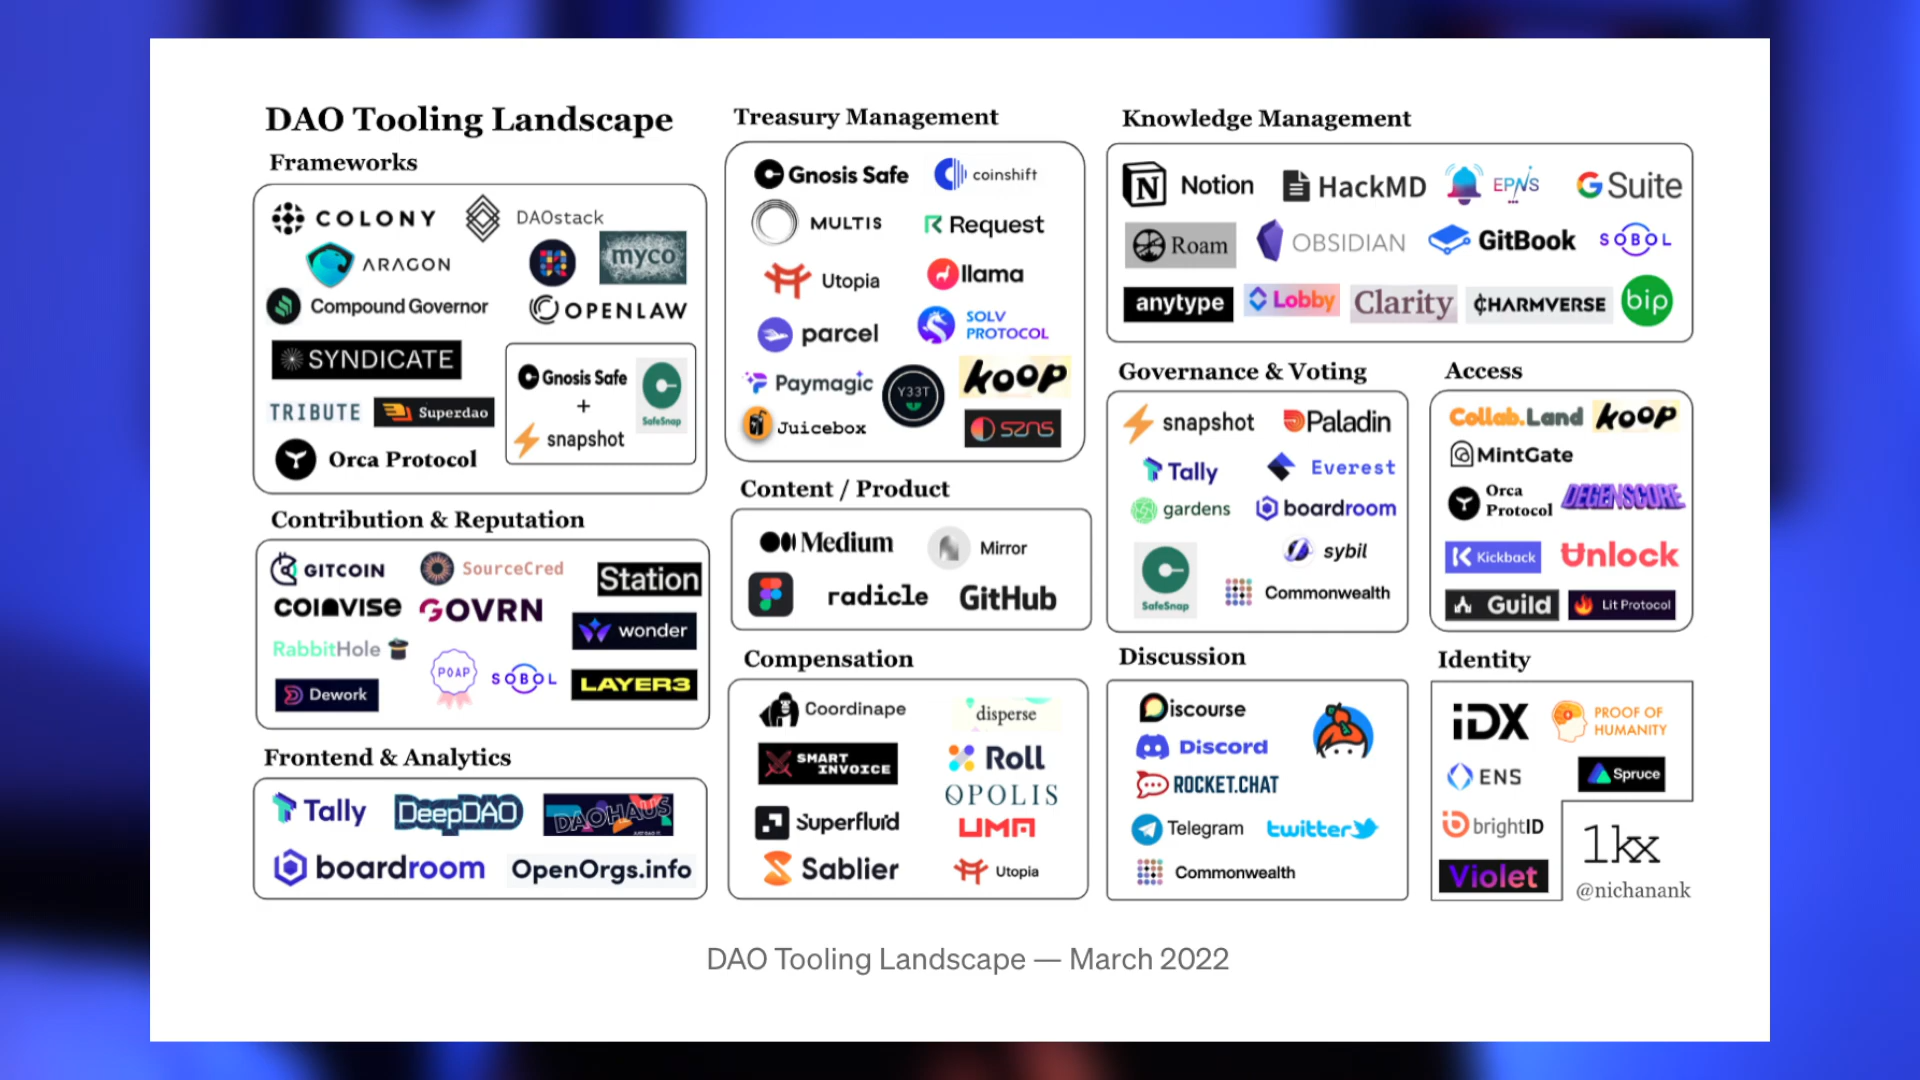 DAO Tooling Landscape
Frameworks
COLONY
DAOstack
ARAGON
myco
Compound Governor
OPENLAW
SYNDICATE
Gnosis Safe
+
snapshot
SafeSnap
TRIBUTE
Superdao
Orca Protocol
Contribution & Reputation
GITCOIN
SourceCred
Station
COINVISE
GOVRN
wonder
RabbitHole
POAP
SOBOL
LAYER3
Dework
Frontend & Analytics
Tally
DeepDAO
DAOHAUS
boardroom
OpenOrgs.info
Treasury Management
Gnosis Safe
coinshift
MULTIS
Request
Utopia
llama
parcel
SOLV
PROTOCOL
Paymagic
Y33T
koop
Juicebox
SZNS
Content / Product
Medium
Mirror
radicle
GitHub
Compensation
Coordinape
disperse
SMART
INVOICE
Roll
OPOLIS
Superfluid
UMA
Sablier
Utopia
Knowledge Management
Notion
HackMD
EPNS
G Suite
Roam
OBSIDIAN
GitBook
SOBOL
anytype
Lobby
Clarity
CHARMVERSE
bip
Governance & Voting
snapshot
Paladin
Tally
Everest
gardens
boardroom
sybil
SafeSnap
Commonwealth
Access
Collab.Land
koop
MintGate
Orca
Protocol
DEGENSCORE
Kickback
Unlock
Guild
Lit Protocol
Discussion
Discourse
Discord
ROCKET.CHAT
Telegram
twitter
Commonwealth
Identity
iDX
PROOF OF
HUMANITY
ENS
Spruce
brightID
Violet
1kx
@nichanank
DAO Tooling Landscape — March 2022